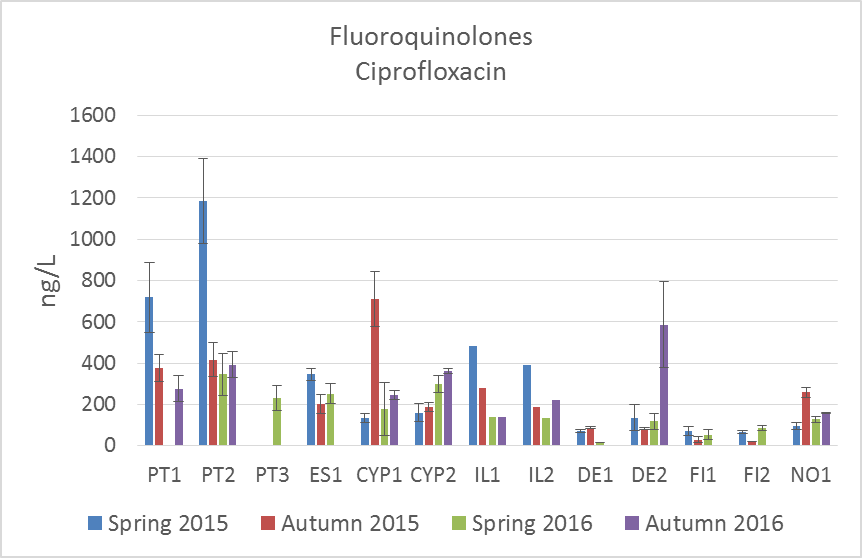 Fluoroquinolones
Ciprofloxacin
1600
1400
1200
1000
800
600
400
200
0
ng/L
PT1 PT2 PT3 ES1 CYP1 CYP2 IL1 IL2 DE1 DE2 FI1 FI2 NO1
Spring 2015 Autumn 2015 Spring 2016 Autumn 2016